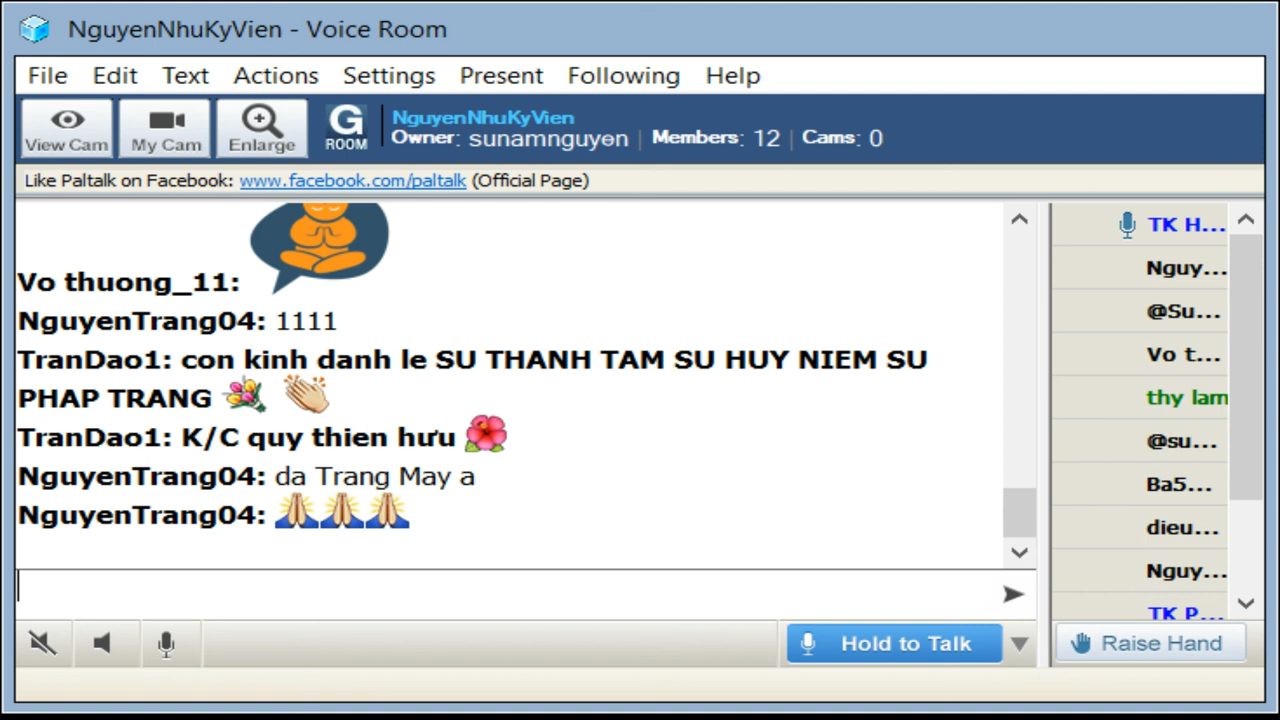 NguyenNhuKyVien - Voice Room
File Edit Text Actions Settings Present Following Help
View Cam My Cam Enlarge G ROOM
NguyenNhuKyVien
Owner: sunamnguyen | Members: 12 | Cams: 0
Like Paltalk on Facebook: www.facebook.com/paltalk (Official Page)
Vo thuong_11:
NguyenTrang04: 1111
TranDao1: con kinh danh le SU THANH TAM SU HUY NIEM SU
PHAP TRANG
TranDao1: K/C quy thien hưu
NguyenTrang04: da Trang May a
NguyenTrang04:
TK H...
Nguy...
@Su...
Vo t...
thy lam
@su...
Ba5...
dieu...
Nguy...
TK P...
Hold to Talk
Raise Hand